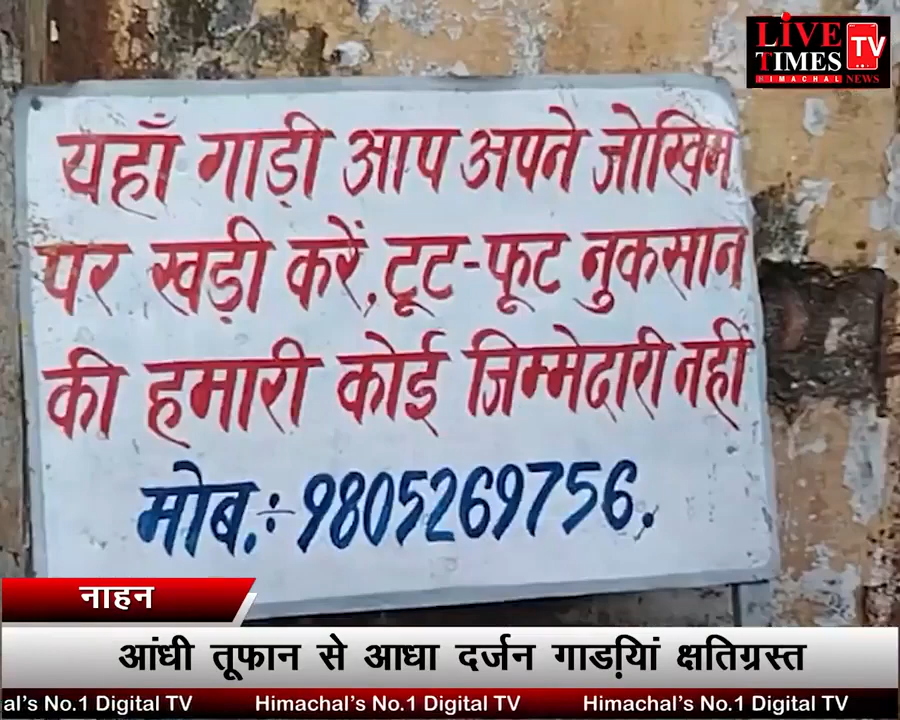 LIVE
TIMES TV
HIMACHAL NEWS
यहाँ गाड़ी आप अपने जोखिम
पर खड़ी करें, टूट-फूट नुकसान
की हमारी कोई जिम्मेदारी नहीं
मोब.:- 9805269756.
नाहन
आंधी तूफान से आधा दर्जन गाडि़यां क्षतिग्रस्त
al's No.1 Digital TV Himachal's No.1 Digital TV Himachal's No.1 Digital TV